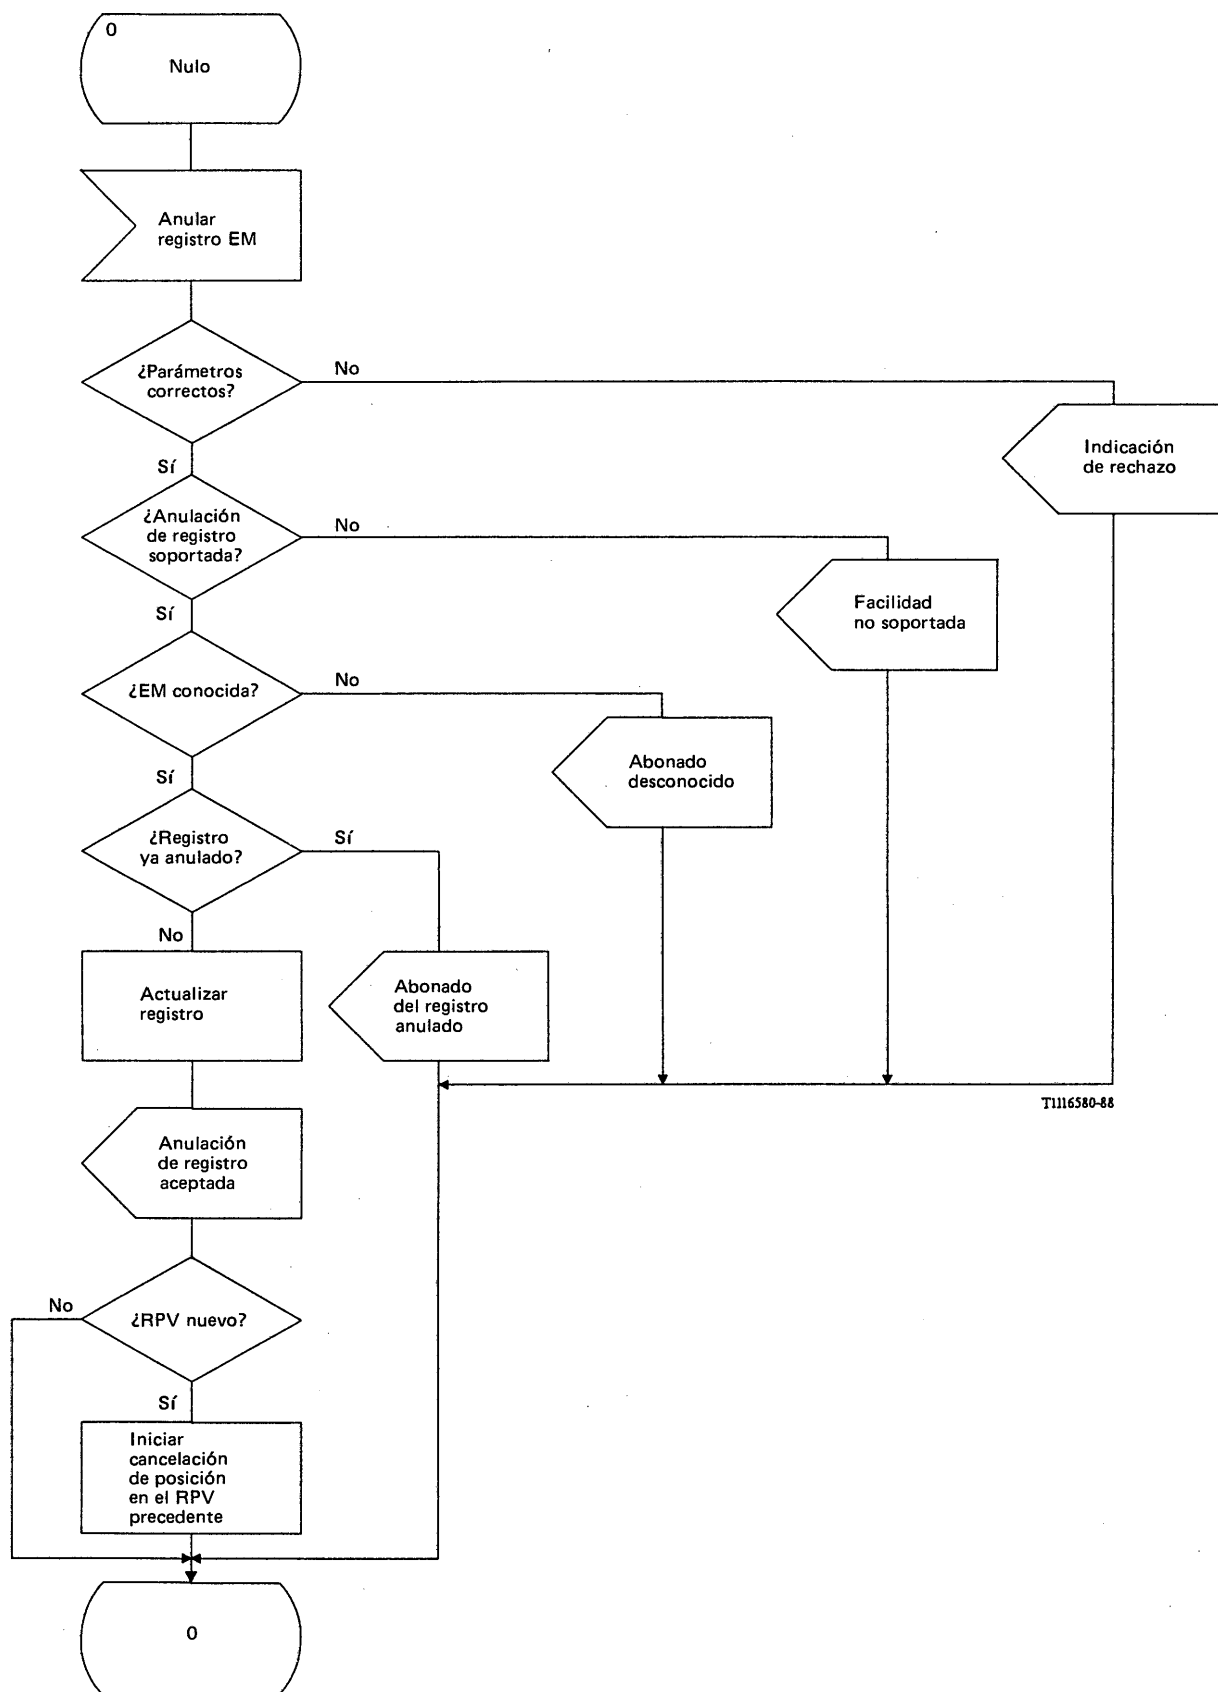 0
Nulo
Anular
registro EM
¿Parámetros
correctos?
No
Indicación
de rechazo
Sí
¿Anulación
de registro
soportada?
No
Facilidad
no soportada
Sí
¿EM conocida?
No
Abonado
desconocido
Sí
¿Registro
ya anulado?
Sí
No
Actualizar
registro
Abonado
del registro
anulado
T1116580-88
Anulación
de registro
aceptada
No
¿RPV nuevo?
Sí
Iniciar
cancelación
de posición
en el RPV
precedente
0